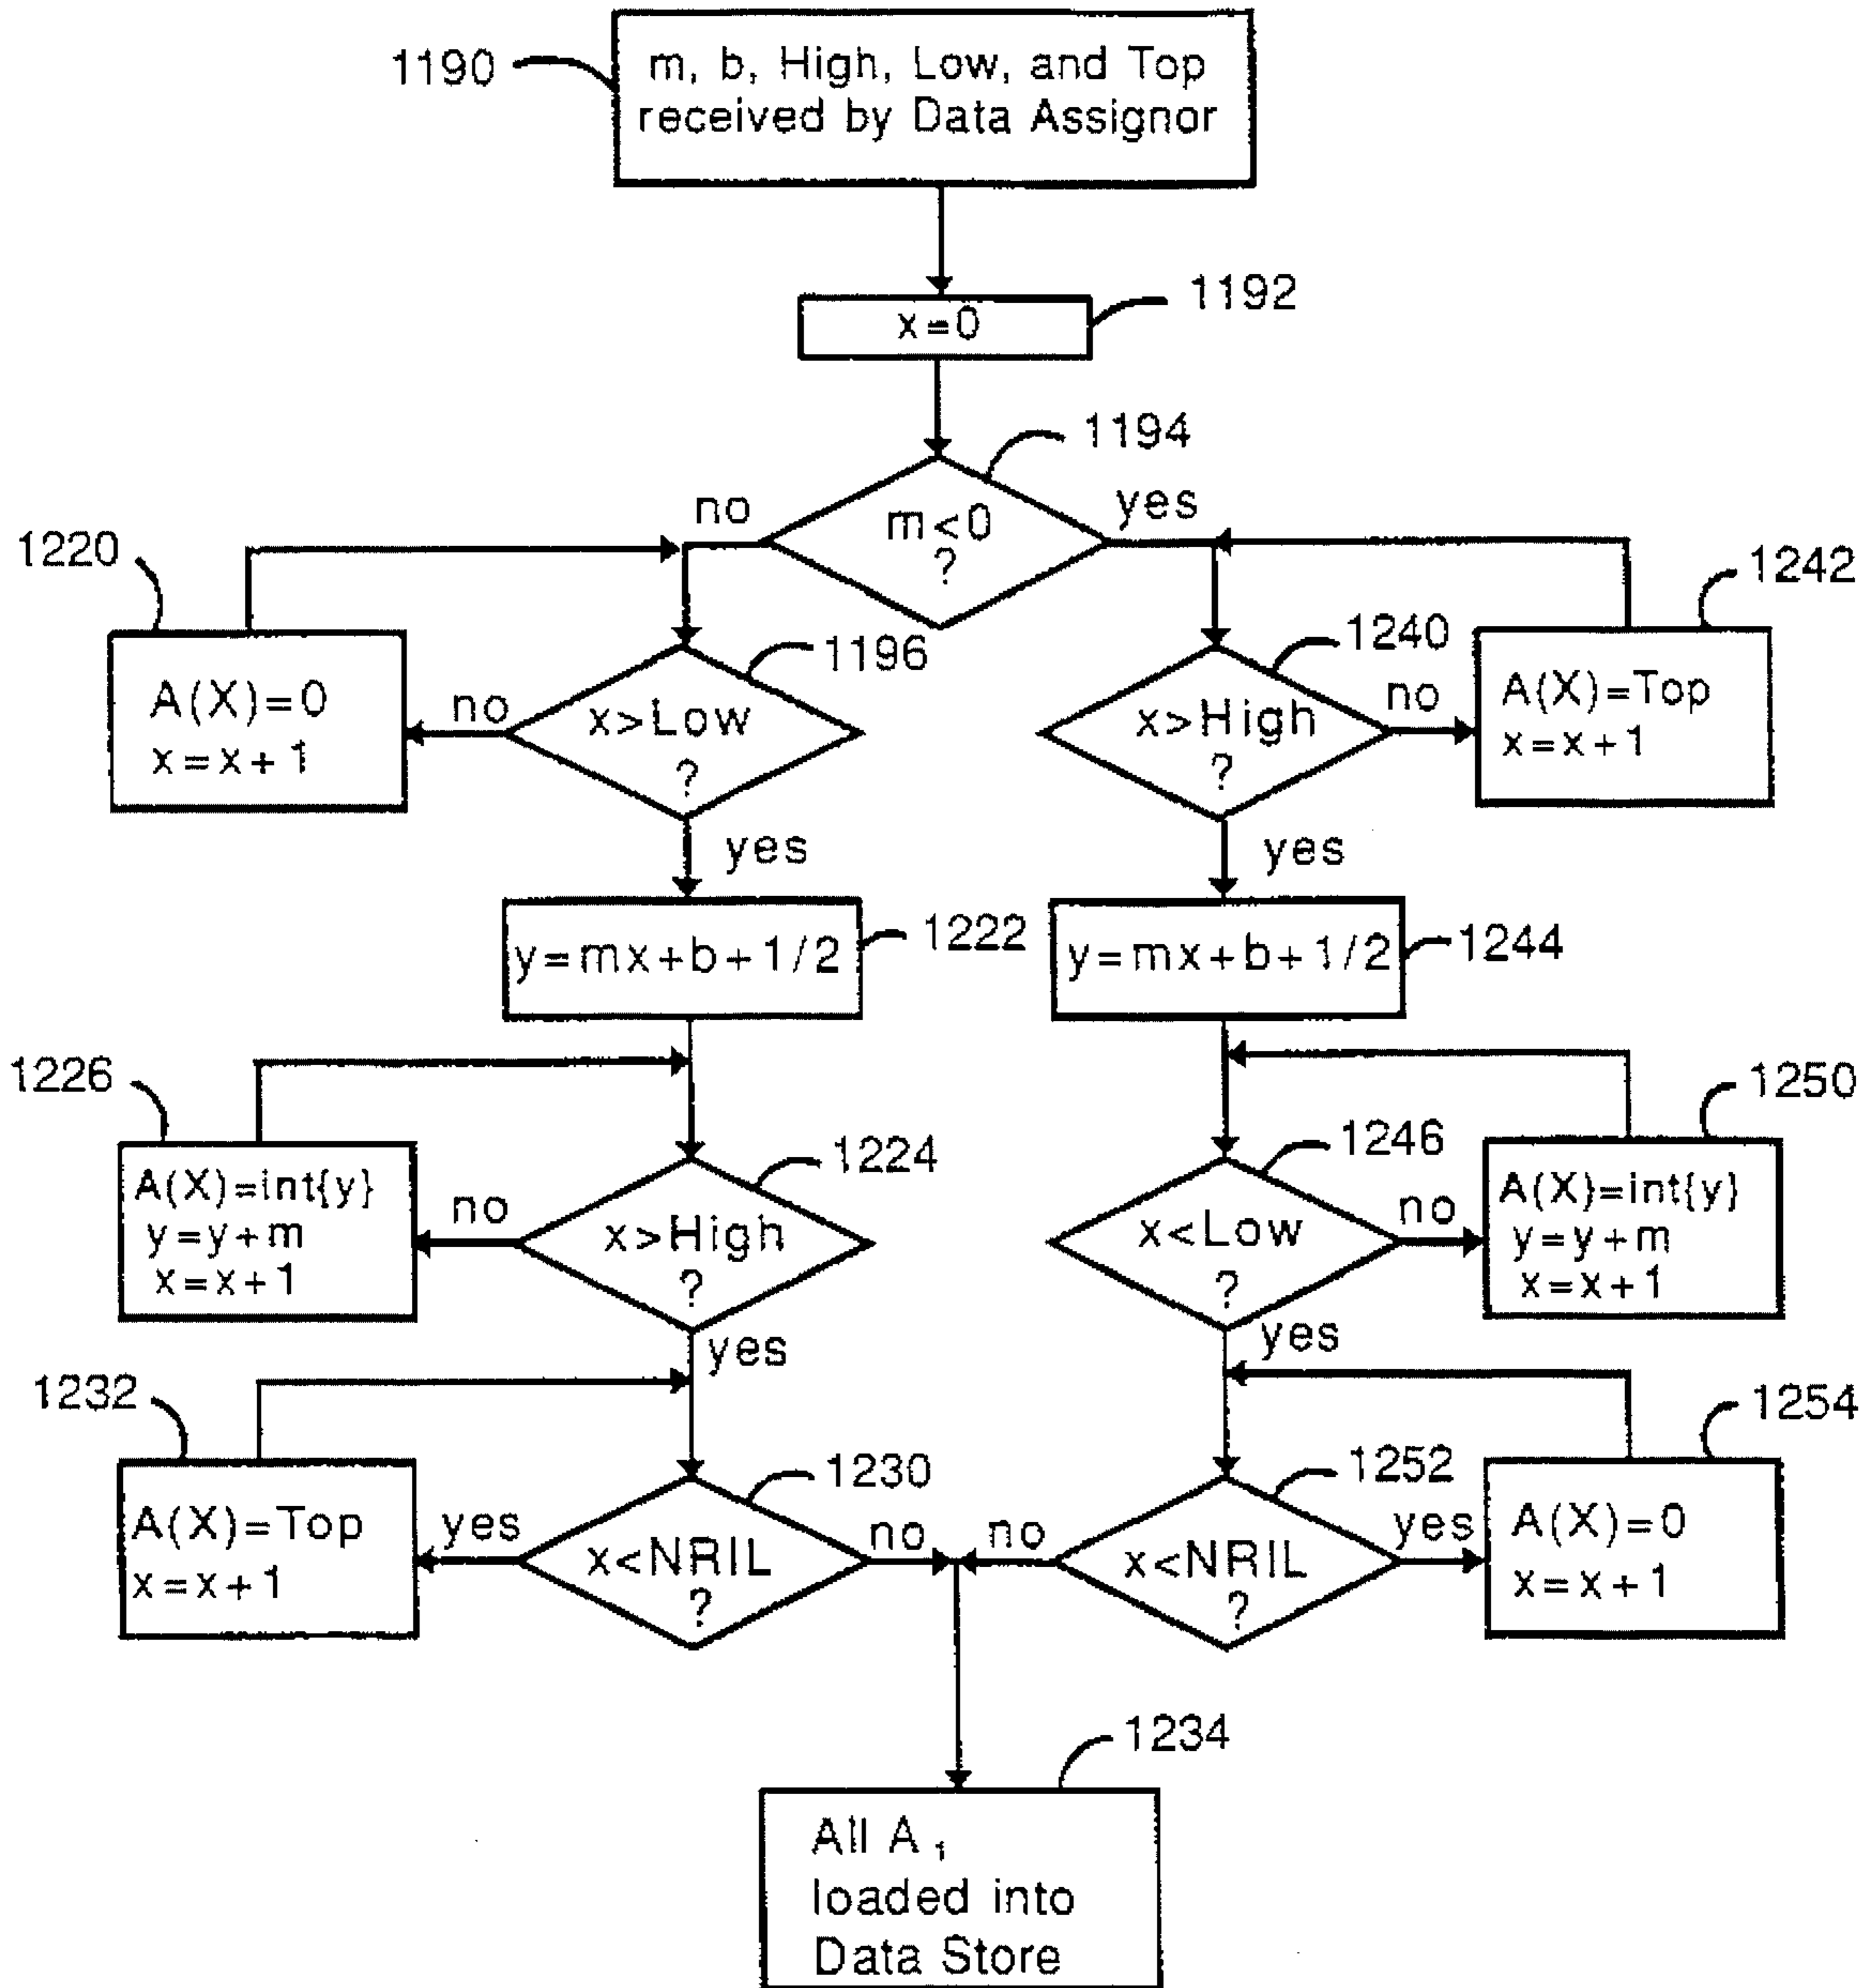 1190
m, b, High, Low, and Top
received by Data Assignor
1192
x=0
1194
m<0
?
no
yes
1220
A(X)=0
x=x+1
no
1196
x>Low
?
yes
1240
x>High
?
no
yes
1242
A(X)=Top
x=x+1
y=mx+b+1/2
1222
y=mx+b+1/2
1244
1226
A(X)=int{y}
y=y+m
x=x+1
no
1224
x>High
?
yes
1246
x<Low
?
no
yes
1250
A(X)=int{y}
y=y+m
x=x+1
1232
A(X)=Top
x=x+1
yes
1230
x<NRIL
?
no
no
1252
x<NRIL
?
yes
1254
A(X)=0
x=x+1
1234
All A₁
loaded into
Data Store